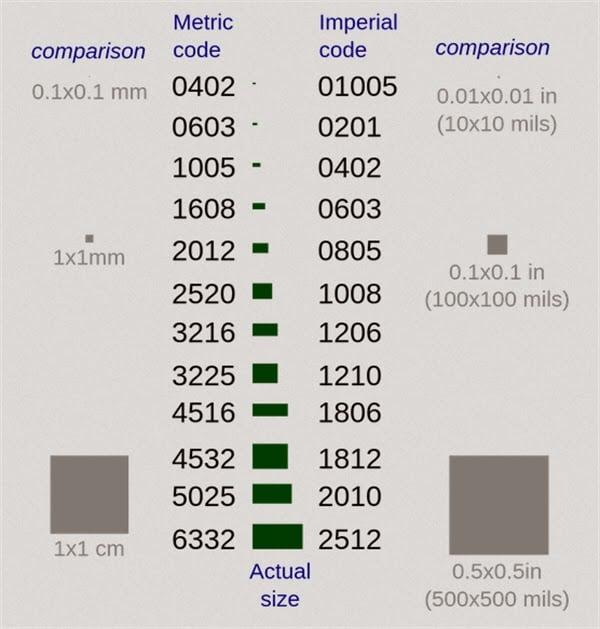 Metric Imperial
code code
comparison comparison
0.1x0.1 mm 0402 01005 0.01x0.01 in
(10x10 mils)
0603 0201
1005 0402
1608 0603
1x1mm 2012 0805 0.1x0.1 in
(100x100 mils)
2520 1008
3216 1206
3225 1210
4516 1806
4532 1812
5025 2010
6332 2512
1x1 cm
Actual
size
0.5x0.5in
(500x500 mils)